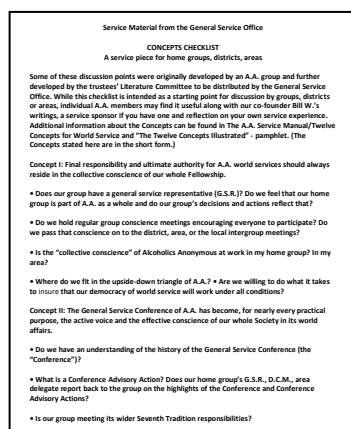 Service Material from the General Service Office
CONCEPTS CHECKLIST
A service piece for home groups, districts, areas
Some of these discussion points were originally developed by an A.A. group and further
developed by the trustees' Literature Committee to be distributed by the General Service
Office. While this checklist is intended as a starting point for discussion by groups, districts
or areas, individual A.A. members may find it useful along with our co-founder Bill W.'s
writings, a service sponsor if you have one and reflection on your own service experience.
Additional information about the Concepts can be found in The A.A. Service Manual/Twelve
Concepts for World Service and "The Twelve Concepts Illustrated" - pamphlet. (The
Concepts stated here are in the short form.)
Concept I: Final responsibility and ultimate authority for A.A. world services should always
reside in the collective conscience of our whole Fellowship.
• Does our group have a general service representative (G.S.R.)? Do we feel that our home
group is part of A.A. as a whole and do our group's decisions and actions reflect that?
• Do we hold regular group conscience meetings encouraging everyone to participate? Do
we pass that conscience on to the district, area, or the local intergroup meetings?
• Is the "collective conscience" of Alcoholics Anonymous at work in my home group? In my
area?
• Where do we fit in the upside-down triangle of A.A.? • Are we willing to do what it takes
to insure that our democracy of world service will work under all conditions?
Concept II: The General Service Conference of A.A. has become, for nearly every practical
purpose, the active voice and the effective conscience of our whole Society in its world
affairs.
• Do we have an understanding of the history of the General Service Conference (the
"Conference")?
• What is a Conference Advisory Action? Does our home group's G.S.R., D.C.M., area
delegate report back to the group on the highlights of the Conference and Conference
Advisory Actions?
• Is our group meeting its wider Seventh Tradition responsibilities?